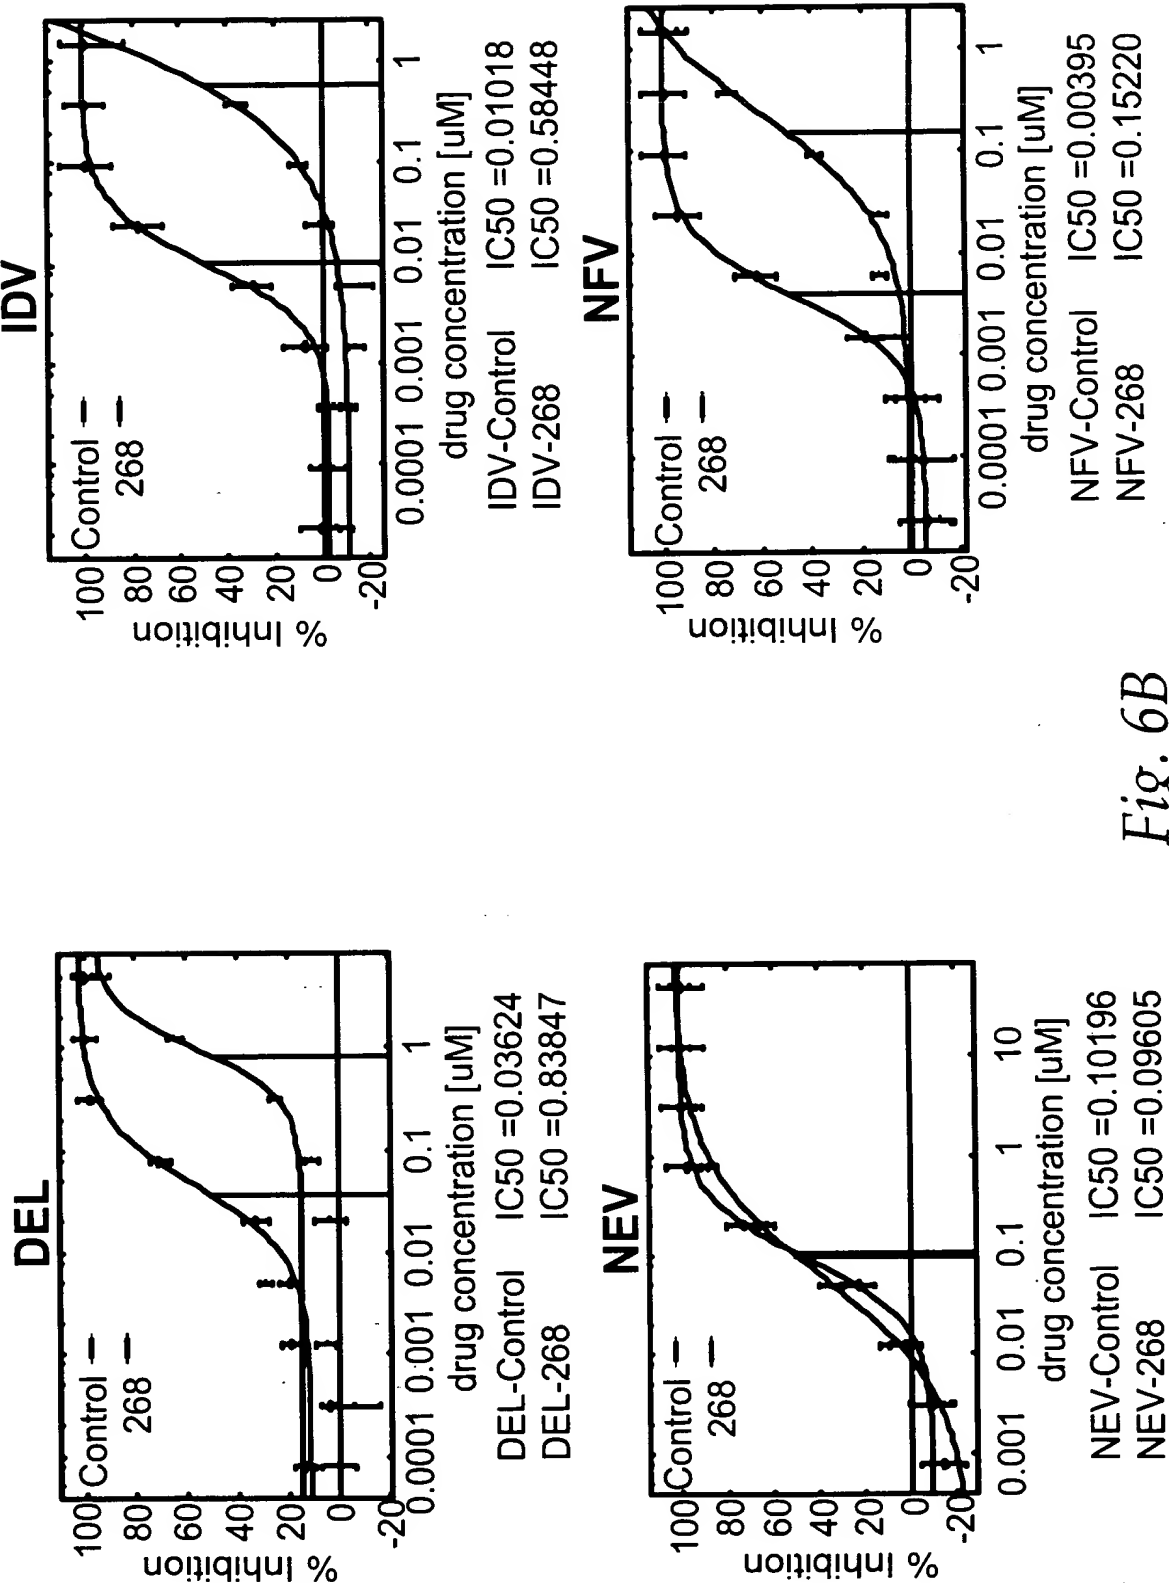 DEL
% Inhibition
100
80
60
40
20
0
-20
Control
268
0.0001 0.001 0.01 0.1 1
drug concentration [uM]
DEL-Control IC50 =0.03624
DEL-268 IC50 =0.83847
IDV
% Inhibition
100
80
60
40
20
0
-20
Control
268
0.0001 0.001 0.01 0.1 1
drug concentration [uM]
IDV-Control IC50 =0.01018
IDV-268 IC50 =0.58448
NEV
% Inhibition
100
80
60
40
20
0
-20
Control
268
0.001 0.01 0.1 1 10
drug concentration [uM]
NEV-Control IC50 =0.10196
NEV-268 IC50 =0.09605
NFV
% Inhibition
100
80
60
40
20
0
-20
Control
268
0.0001 0.001 0.01 0.1 1
drug concentration [uM]
NFV-Control IC50 =0.00395
NFV-268 IC50 =0.15220
Fig. 6B